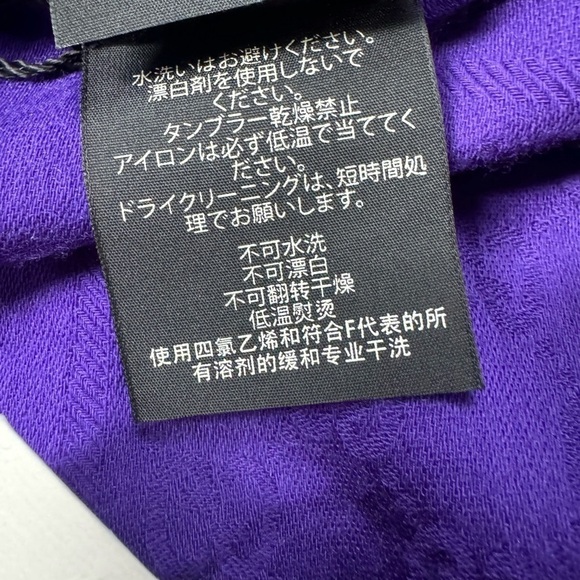 水洗いはお避けください。
漂白剤を使用しないで
ください。
タンブラー乾燥禁止
アイロンは必ず低温で当ててく
ださい。
ドライクリーニングは、短時間処
理でお願いします。
不可水洗
不可漂白
不可翻转干燥
低温熨烫
使用四氯乙烯和符合F代表的所
有溶剂的缓和专业干洗